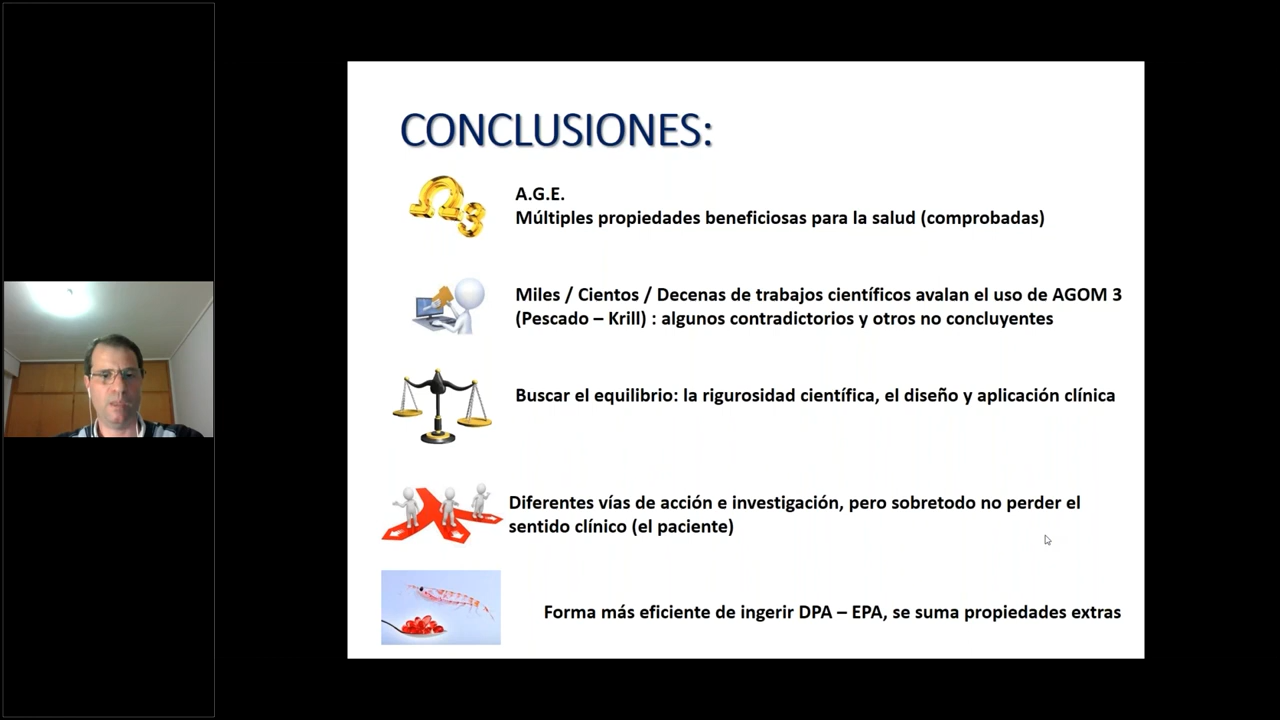 CONCLUSIONES:
A.G.E.
Múltiples propiedades beneficiosas para la salud (comprobadas)
Miles / Cientos / Decenas de trabajos científicos avalan el uso de AGOM 3
(Pescado – Krill) : algunos contradictorios y otros no concluyentes
Buscar el equilibrio: la rigurosidad científica, el diseño y aplicación clínica
Diferentes vías de acción e investigación, pero sobretodo no perder el
sentido clínico (el paciente)
Forma más eficiente de ingerir DPA – EPA, se suma propiedades extras